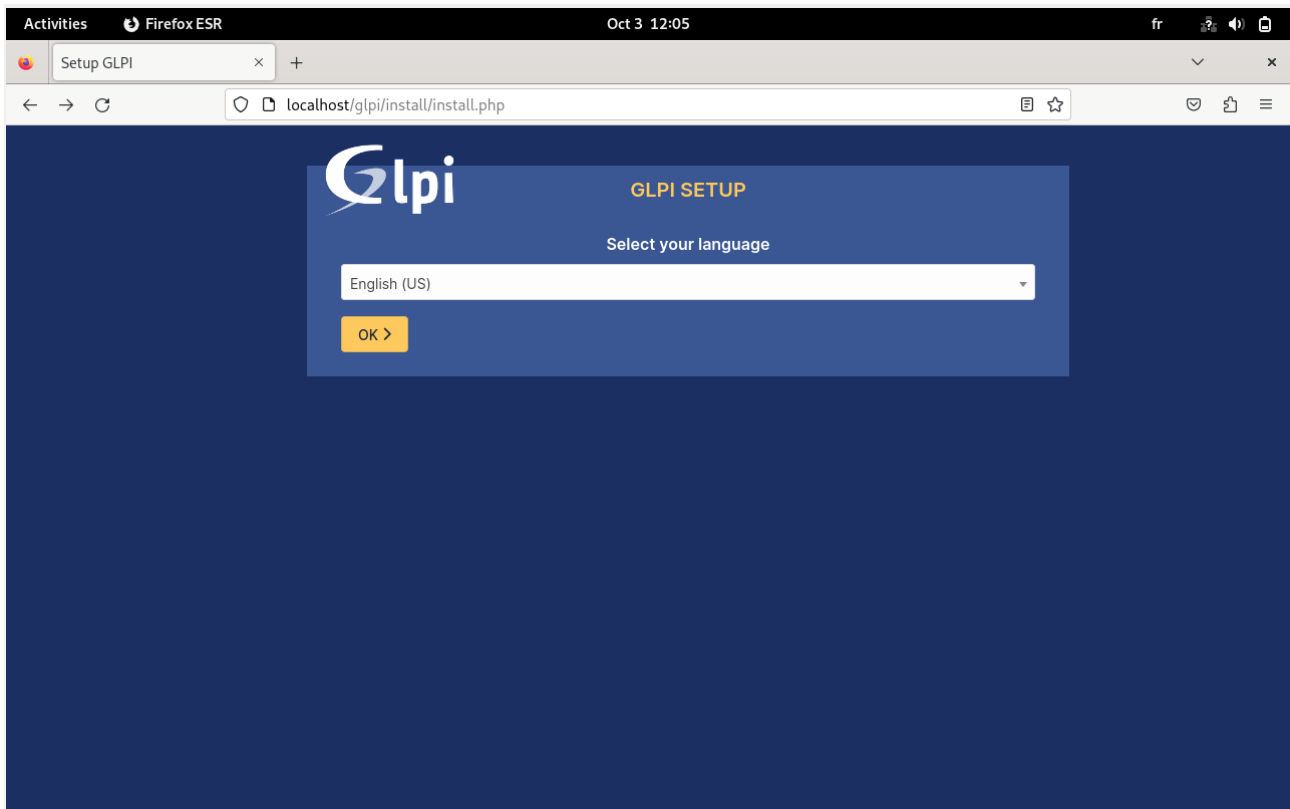 Activities Firefox ESR Oct 3 12:05 fr
Setup GLPI
localhost/glpi/install/install.php
Glpi
GLPI SETUP
Select your language
English (US)
OK